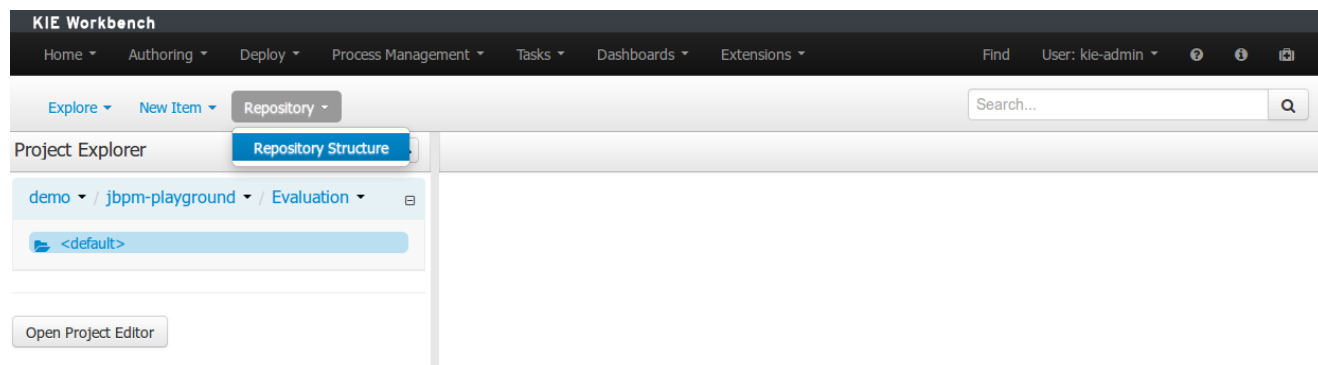 KIE Workbench
Home Authoring Deploy Process Management Tasks Dashboards Extensions Find User: kie-admin
Explore New Item Repository Search...
Repository Structure
Project Explorer
demo / jbpm-playground / Evaluation
<default>
Open Project Editor